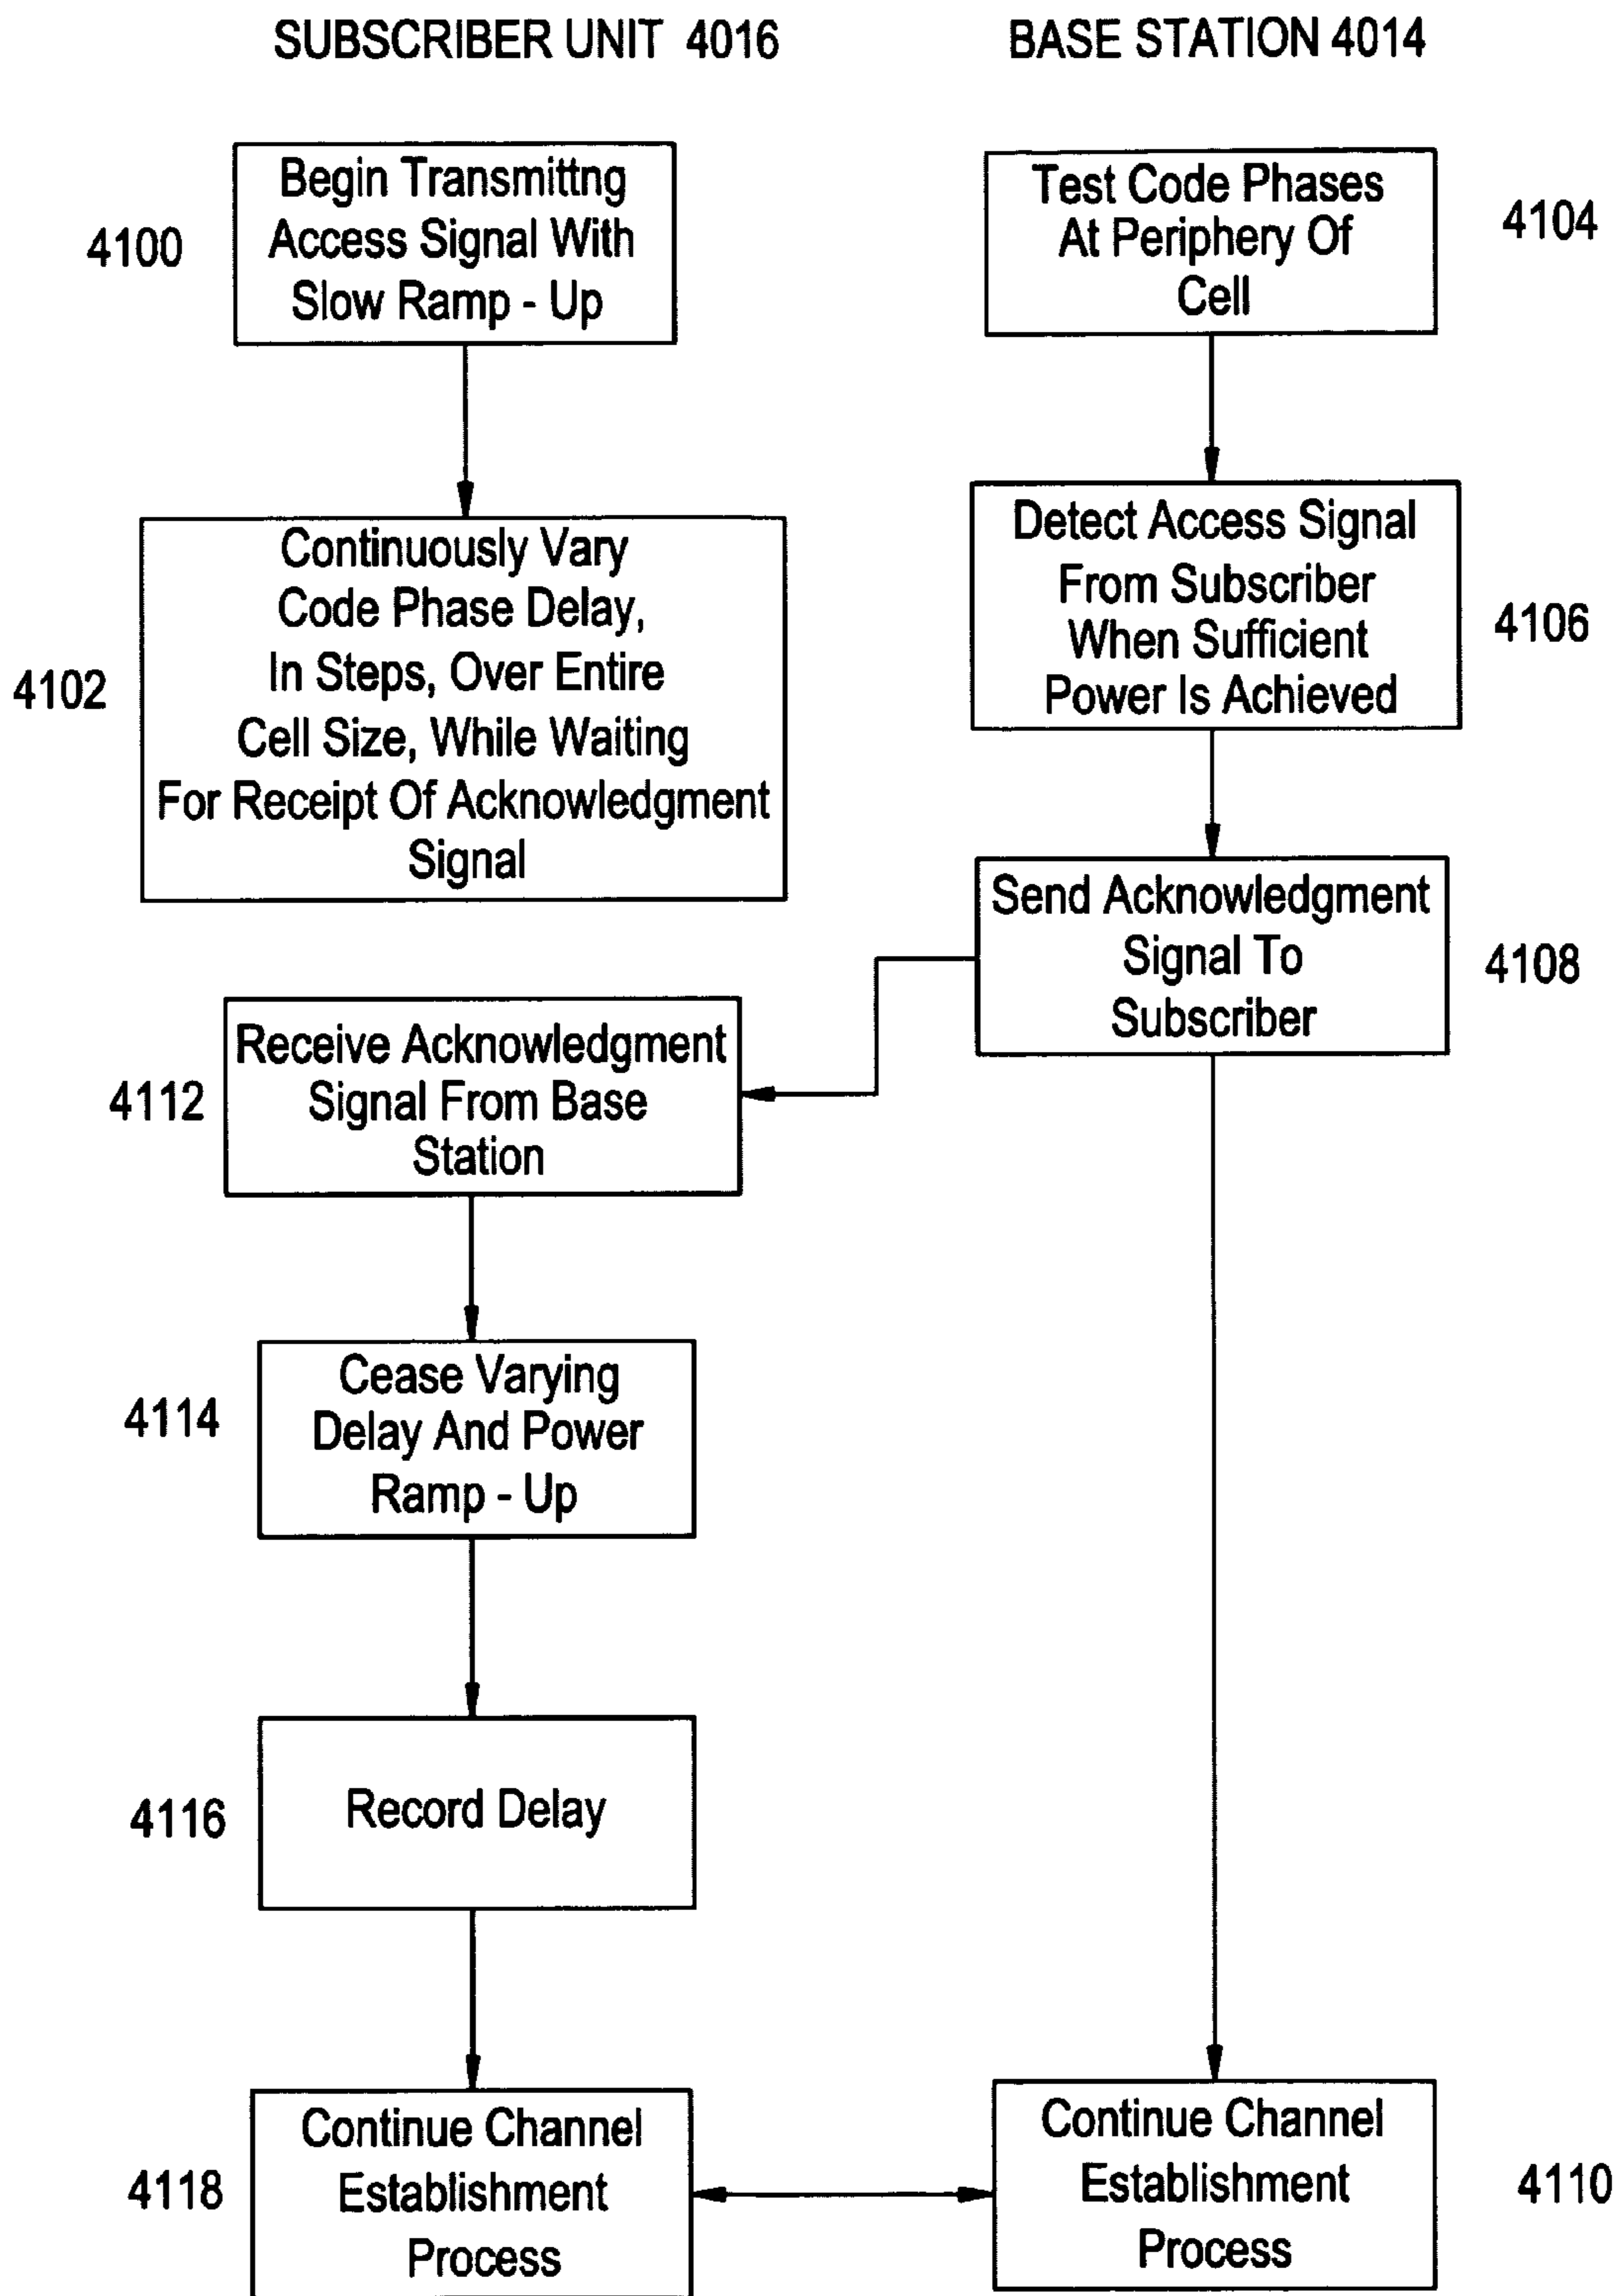 SUBSCRIBER UNIT 4016
BASE STATION 4014
4100
Begin Transmittng
Access Signal With
Slow Ramp - Up
Test Code Phases
At Periphery Of
Cell
4104
4102
Continuously Vary
Code Phase Delay,
In Steps, Over Entire
Cell Size, While Waiting
For Receipt Of Acknowledgment
Signal
Detect Access Signal
From Subscriber
When Sufficient
Power Is Achieved
4106
Send Acknowledgment
Signal To
Subscriber
4108
4112
Receive Acknowledgment
Signal From Base
Station
4114
Cease Varying
Delay And Power
Ramp - Up
4116
Record Delay
4118
Continue Channel
Establishment
Process
Continue Channel
Establishment
Process
4110